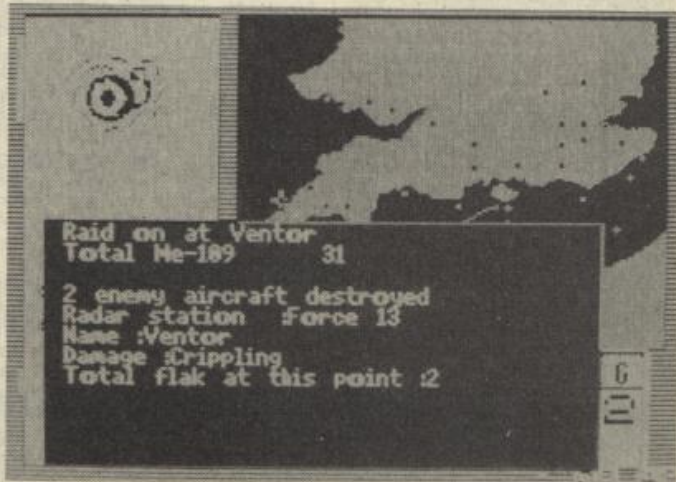 Raid on at Ventor
Total Me-109 31
2 enemy aircraft destroyed
Radar station :Force 13
Name :Ventor
Damage :Crippling
Total flak at this point :2
G